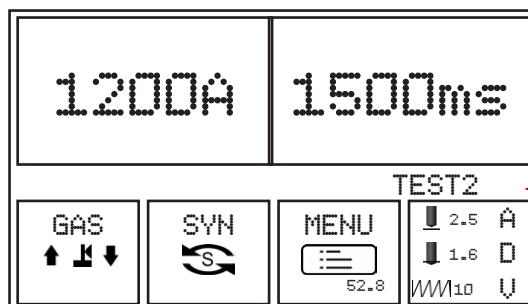 1200A 1500ms
TEST2
GAS SYN MENU 2.5 A
S 1.6 D
52.8 10 V